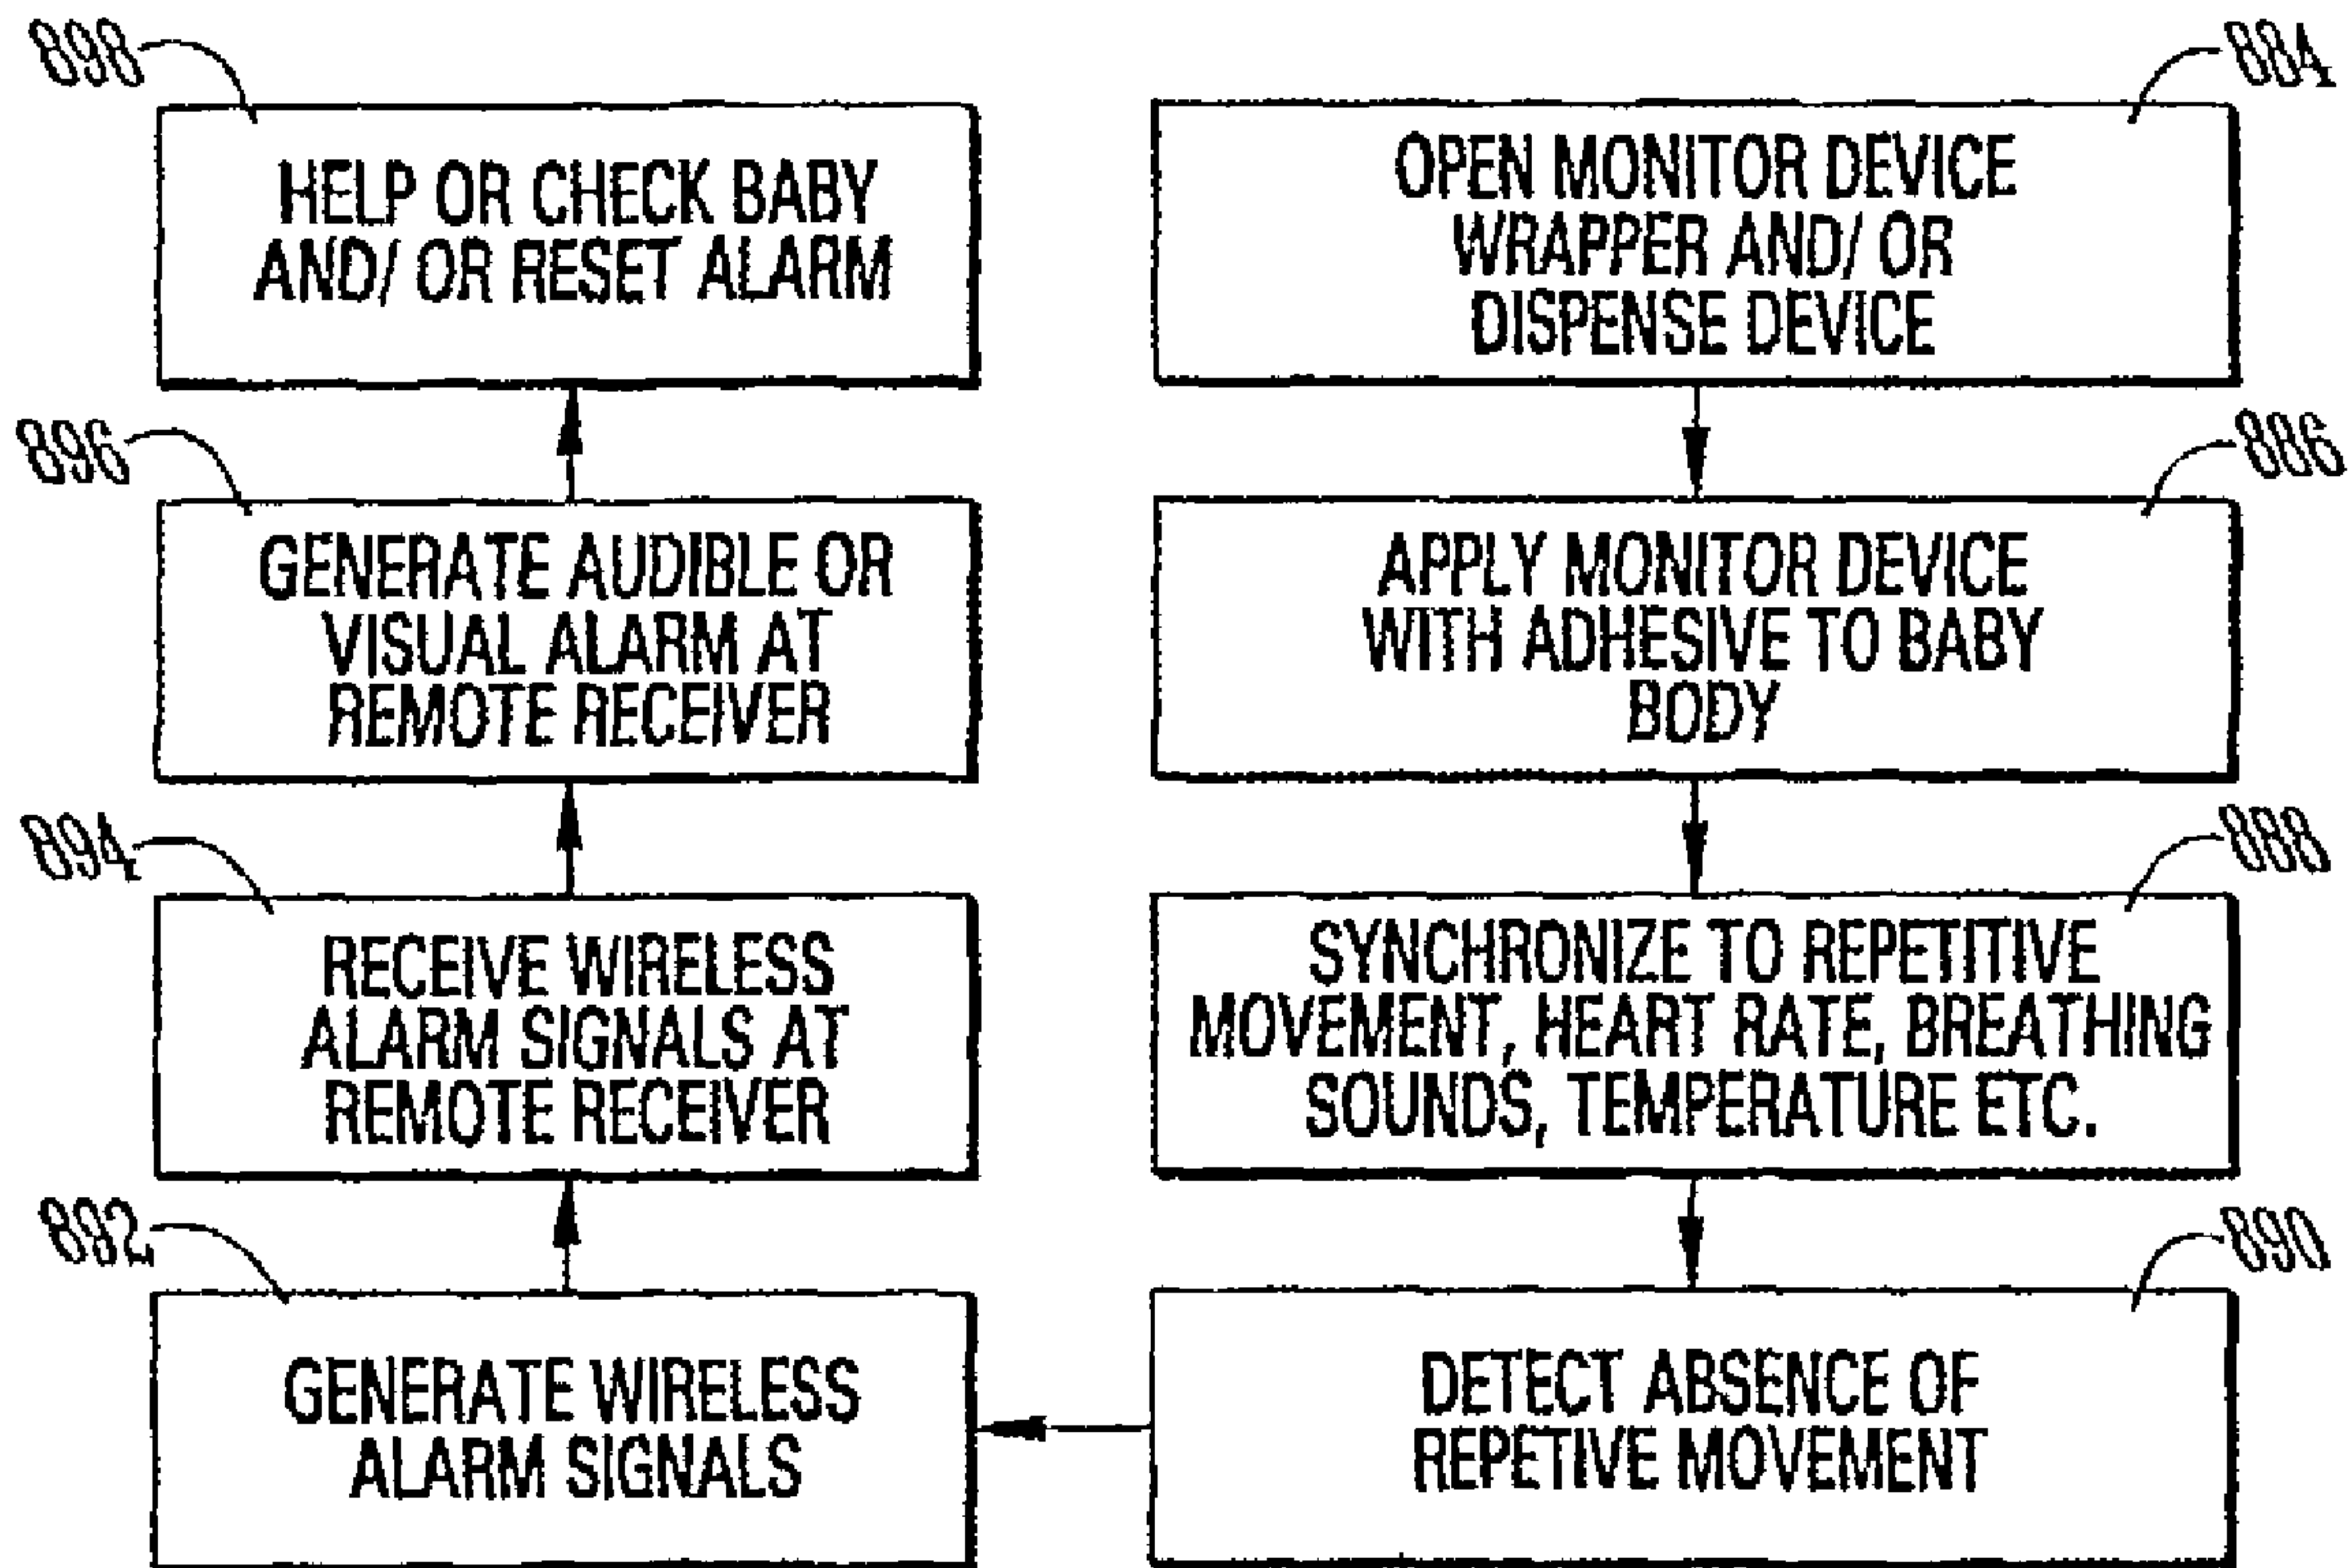 898
HELP OR CHECK BABY
AND/ OR RESET ALARM
884
OPEN MONITOR DEVICE
WRAPPER AND/ OR
DISPENSE DEVICE
896
GENERATE AUDIBLE OR
VISUAL ALARM AT
REMOTE RECEIVER
886
APPLY MONITOR DEVICE
WITH ADHESIVE TO BABY
BODY
894
RECEIVE WIRELESS
ALARM SIGNALS AT
REMOTE RECEIVER
888
SYNCHRONIZE TO REPETITIVE
MOVEMENT, HEART RATE, BREATHING
SOUNDS, TEMPERATURE ETC.
892
GENERATE WIRELESS
ALARM SIGNALS
890
DETECT ABSENCE OF
REPETIVE MOVEMENT